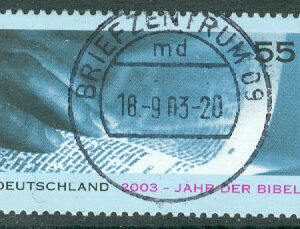 BRIEFZENTRUM 09
md
55
18.-9.03-20
DEUTSCHLAND 2003 – JAHR DER BIBEL